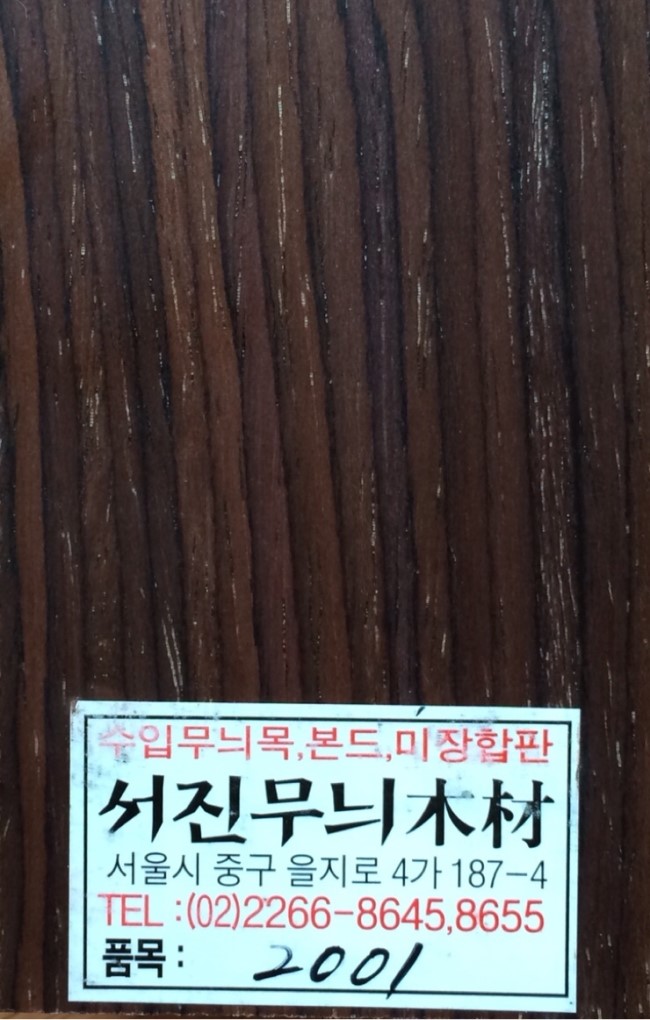 수입무늬목,본드,미장합판
서진무늬木材
서울시 중구 을지로 4가 187-4
TEL :(02)2266-8645,8655
품목 : 2001